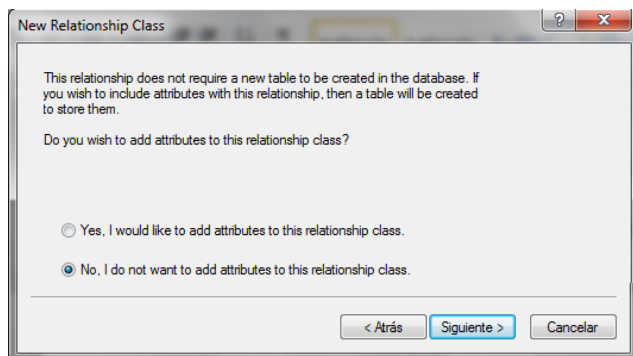 New Relationship Class
?
X
This relationship does not require a new table to be created in the database. If
you wish to include attributes with this relationship, then a table will be created
to store them.
Do you wish to add attributes to this relationship class?
Yes, I would like to add attributes to this relationship class.
No, I do not want to add attributes to this relationship class.
< Atrás
Siguiente >
Cancelar